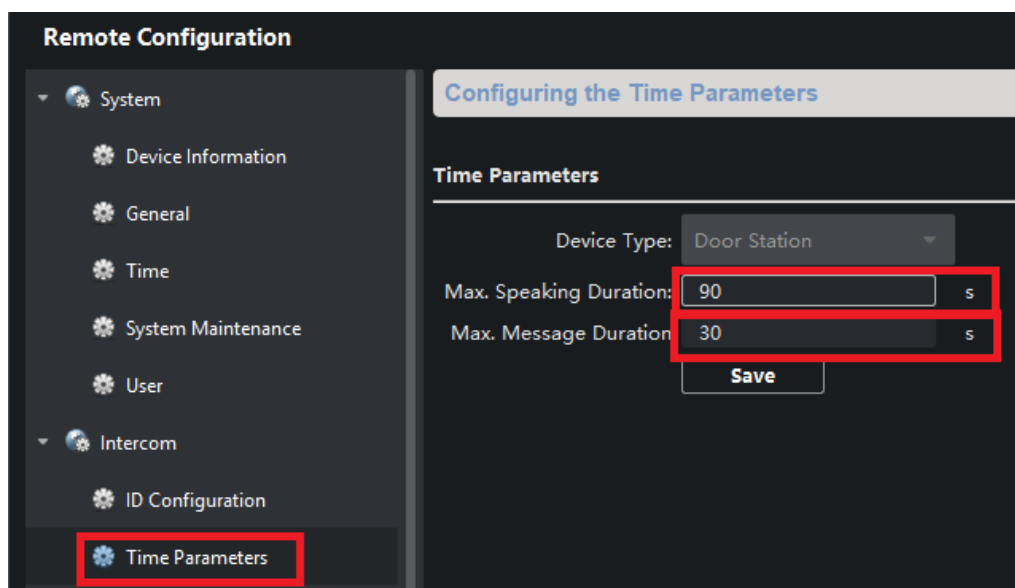 Remote Configuration
System
Device Information
General
Time
System Maintenance
User
Intercom
ID Configuration
Time Parameters
Configuring the Time Parameters
Time Parameters
Device Type: Door Station
Max. Speaking Duration: 90 s
Max. Message Duration 30 s
Save